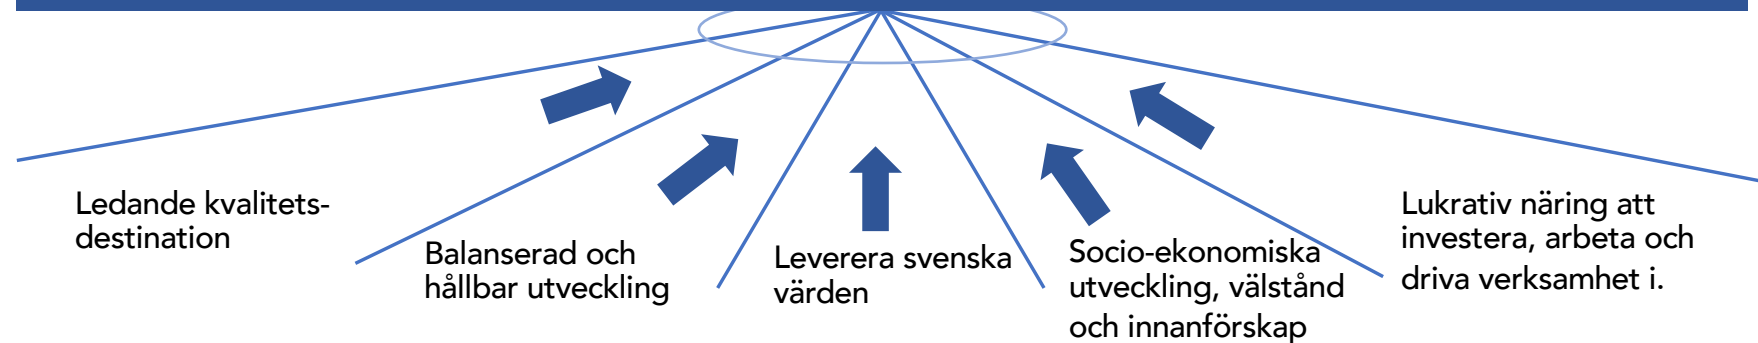 Ledande kvalitets-
destination
Balanserad och
hållbar utveckling
Leverera svenska
värden
Socio-ekonomiska
utveckling, välstånd
och innanförskap
Lukrativ näring att
investera, arbeta och
driva verksamhet i.